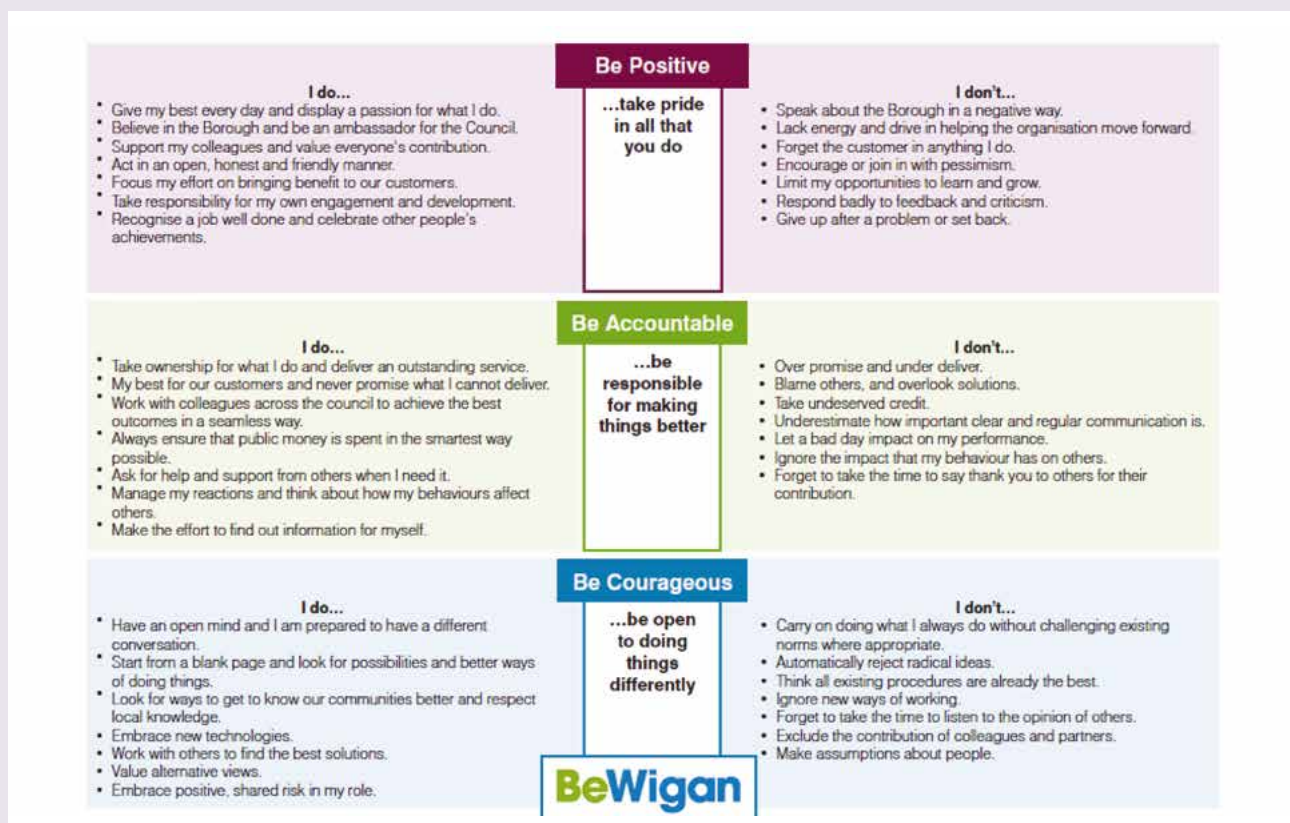 Be Positive
...take pride
in all that
you do
I do...
• Give my best every day and display a passion for what I do.
• Believe in the Borough and be an ambassador for the Council.
• Support my colleagues and value everyone's contribution.
• Act in an open, honest and friendly manner.
• Focus my effort on bringing benefit to our customers.
• Take responsibility for my own engagement and development.
• Recognise a job well done and celebrate other people's
achievements.
I don't...
• Speak about the Borough in a negative way.
• Lack energy and drive in helping the organisation move forward.
• Forget the customer in anything I do.
• Encourage or join in with pessimism.
• Limit my opportunities to learn and grow.
• Respond badly to feedback and criticism.
• Give up after a problem or set back.
Be Accountable
...be
responsible
for making
things better
I do...
• Take ownership for what I do and deliver an outstanding service.
• My best for our customers and never promise what I cannot deliver.
• Work with colleagues across the council to achieve the best
outcomes in a seamless way.
• Always ensure that public money is spent in the smartest way
possible.
• Ask for help and support from others when I need it.
• Manage my reactions and think about how my behaviours affect
others.
• Make the effort to find out information for myself.
I don't...
• Over promise and under deliver.
• Blame others, and overlook solutions.
• Take undeserved credit.
• Underestimate how important clear and regular communication is.
• Let a bad day impact on my performance.
• Ignore the impact that my behaviour has on others.
• Forget to take the time to say thank you to others for their
contribution.
Be Courageous
...be open
to doing
things
differently
I do...
• Have an open mind and I am prepared to have a different
conversation.
• Start from a blank page and look for possibilities and better ways
of doing things.
• Look for ways to get to know our communities better and respect
local knowledge.
• Embrace new technologies.
• Work with others to find the best solutions.
• Value alternative views.
• Embrace positive, shared risk in my role.
I don't...
• Carry on doing what I always do without challenging existing
norms where appropriate.
• Automatically reject radical ideas.
• Think all existing procedures are already the best.
• Ignore new ways of working.
• Forget to take the time to listen to the opinion of others.
• Exclude the contribution of colleagues and partners.
• Make assumptions about people.
BeWigan